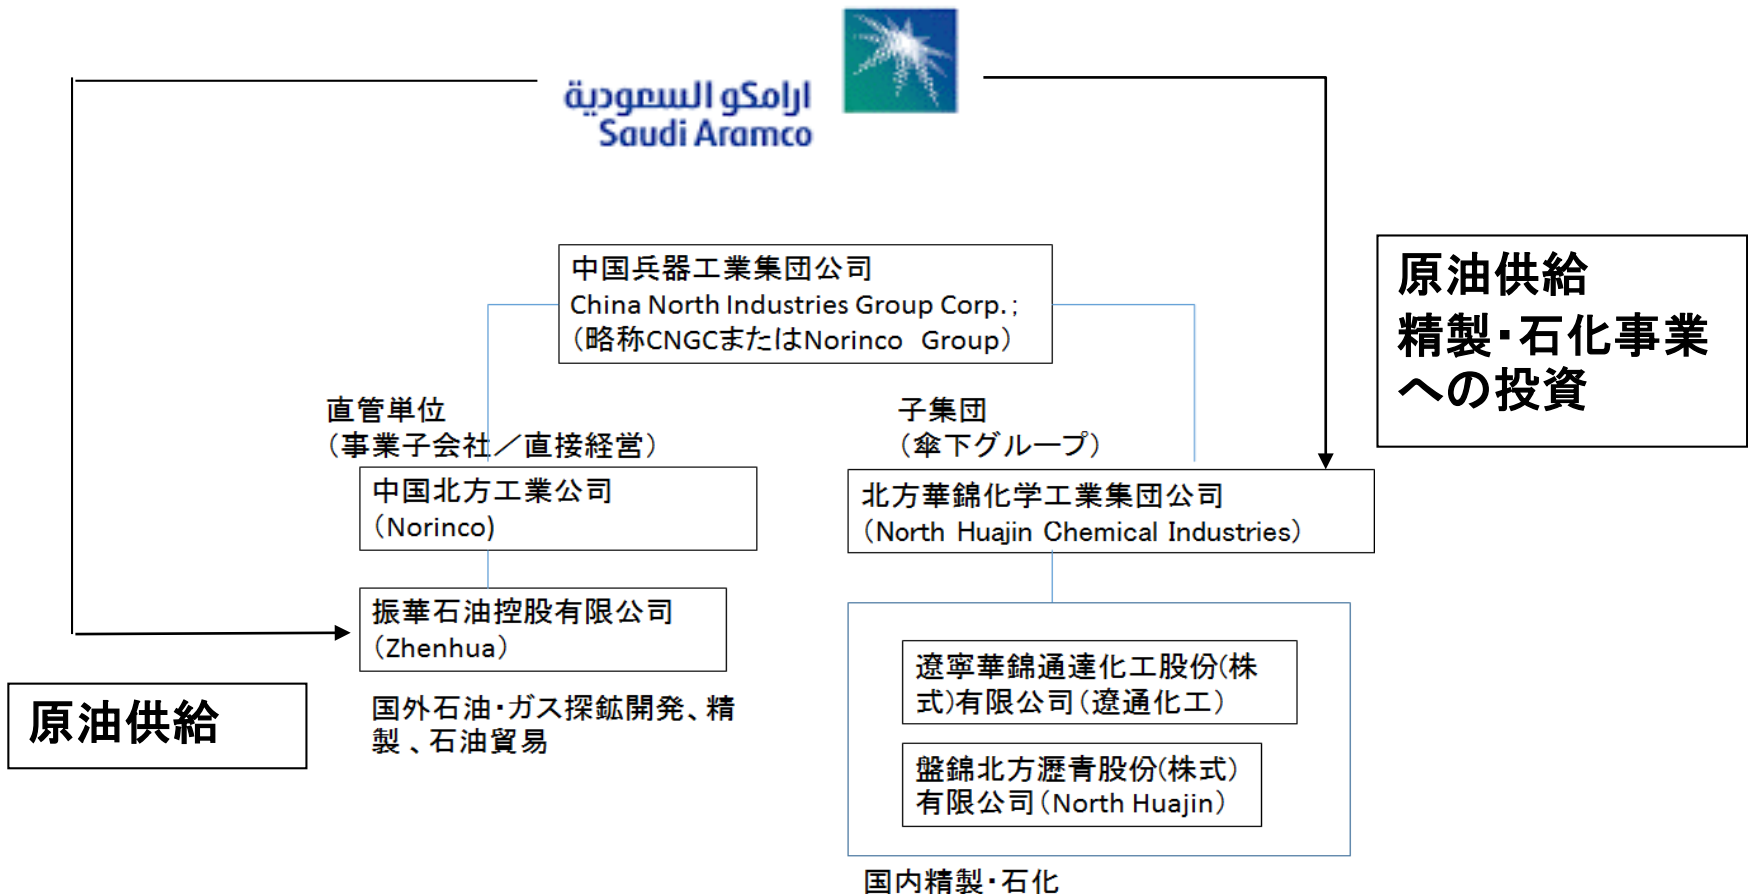 ارامكو السعودية
Saudi Aramco
中国兵器工業集団公司
China North Industries Group Corp.；
（略称CNGCまたはNorinco Group）
原油供給
精製・石化事業
への投資
直管単位
（事業子会社／直接経営）
子集団
（傘下グループ）
中国北方工業公司
（Norinco)
北方華錦化学工業集団公司
（North Huajin Chemical Industries）
振華石油控股有限公司
（Zhenhua）
遼寧華錦通達化工股份(株
式)有限公司（遼通化工）
原油供給
国外石油・ガス探鉱開発、精
製 、石油貿易
盤錦北方瀝青股份(株式)
有限公司（North Huajin）
国内精製・石化